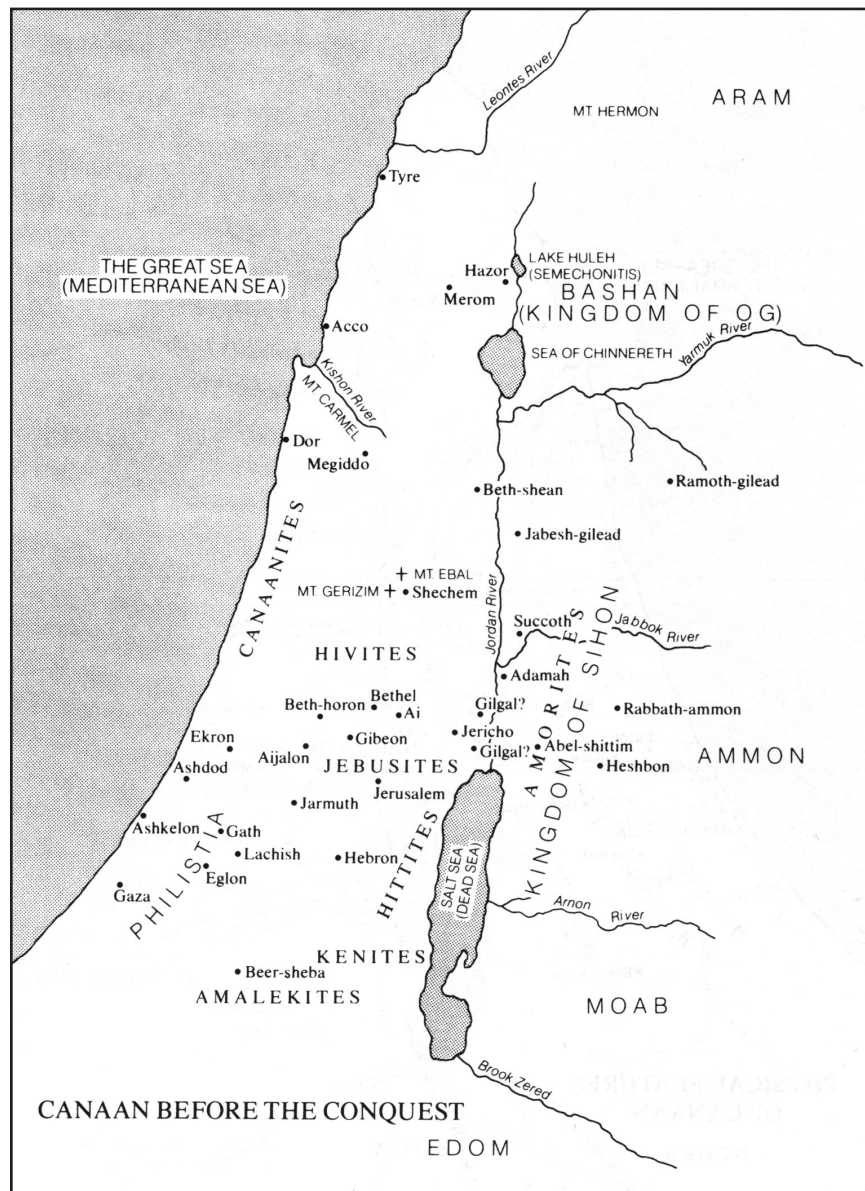 Leontes River
ARAM
MT. HERMON
Tyre
THE GREAT SEA
(MEDITERRANEAN SEA)
LAKE HULEH
(SEMECHONITIS)
Hazor
Merom
BASHAN
(KINGDOM OF OG)
Acco
SEA OF CHINNERETH
Yarmuk River
Kishon River
MT. CARMEL
Dor
Megiddo
Beth-shean
Ramoth-gilead
Jabesh-gilead
CANAANITES
MT. EBAL
MT. GERIZIM
Shechem
Jordan River
Succoth
Jabbok River
AMORITES
KINGDOM OF SIHON
HIVITES
Adamah
Bethel
Beth-horon
Ai
Gilgal?
Rabbath-ammon
Ekron
Aijalon
Gibeon
Jericho
Gilgal?
Abel-shittim
AMMON
Ashdod
JEBUSITES
Heshbon
Jerusalem
Jarmuth
Ashkelon
Gath
Lachish
Hebron
Eglon
Gaza
PHILISTIA
HITTITES
SALT SEA
(DEAD SEA)
Arnon River
KENITES
Beer-sheba
AMALEKITES
MOAB
Brook Zered
CANAAN BEFORE THE CONQUEST
EDOM